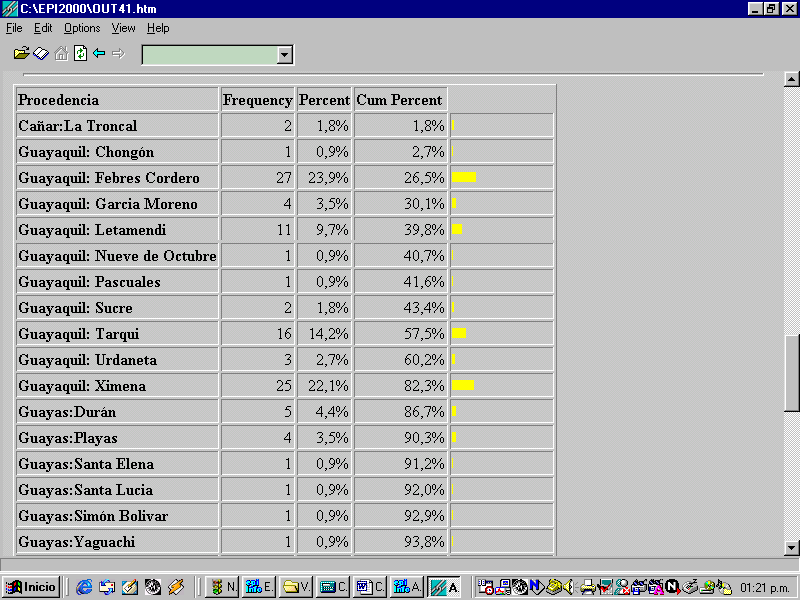 C:\EPI2000\OUT41.htm
File Edit Options View Help
Procedencia Frequency Percent Cum Percent
Cañar:La Troncal 2 1,8% 1,8%
Guayaquil: Chongón 1 0,9% 2,7%
Guayaquil: Febres Cordero 27 23,9% 26,5%
Guayaquil: Garcia Moreno 4 3,5% 30,1%
Guayaquil: Letamendi 11 9,7% 39,8%
Guayaquil: Nueve de Octubre 1 0,9% 40,7%
Guayaquil: Pascuales 1 0,9% 41,6%
Guayaquil: Sucre 2 1,8% 43,4%
Guayaquil: Tarqui 16 14,2% 57,5%
Guayaquil: Urdaneta 3 2,7% 60,2%
Guayaquil: Ximena 25 22,1% 82,3%
Guayas:Durán 5 4,4% 86,7%
Guayas:Playas 4 3,5% 90,3%
Guayas:Santa Elena 1 0,9% 91,2%
Guayas:Santa Lucia 1 0,9% 92,0%
Guayas:Simón Bolivar 1 0,9% 92,9%
Guayas:Yaguachi 1 0,9% 93,8%
Inicio N. E. V. C. C. A. A. 01:21 p.m.